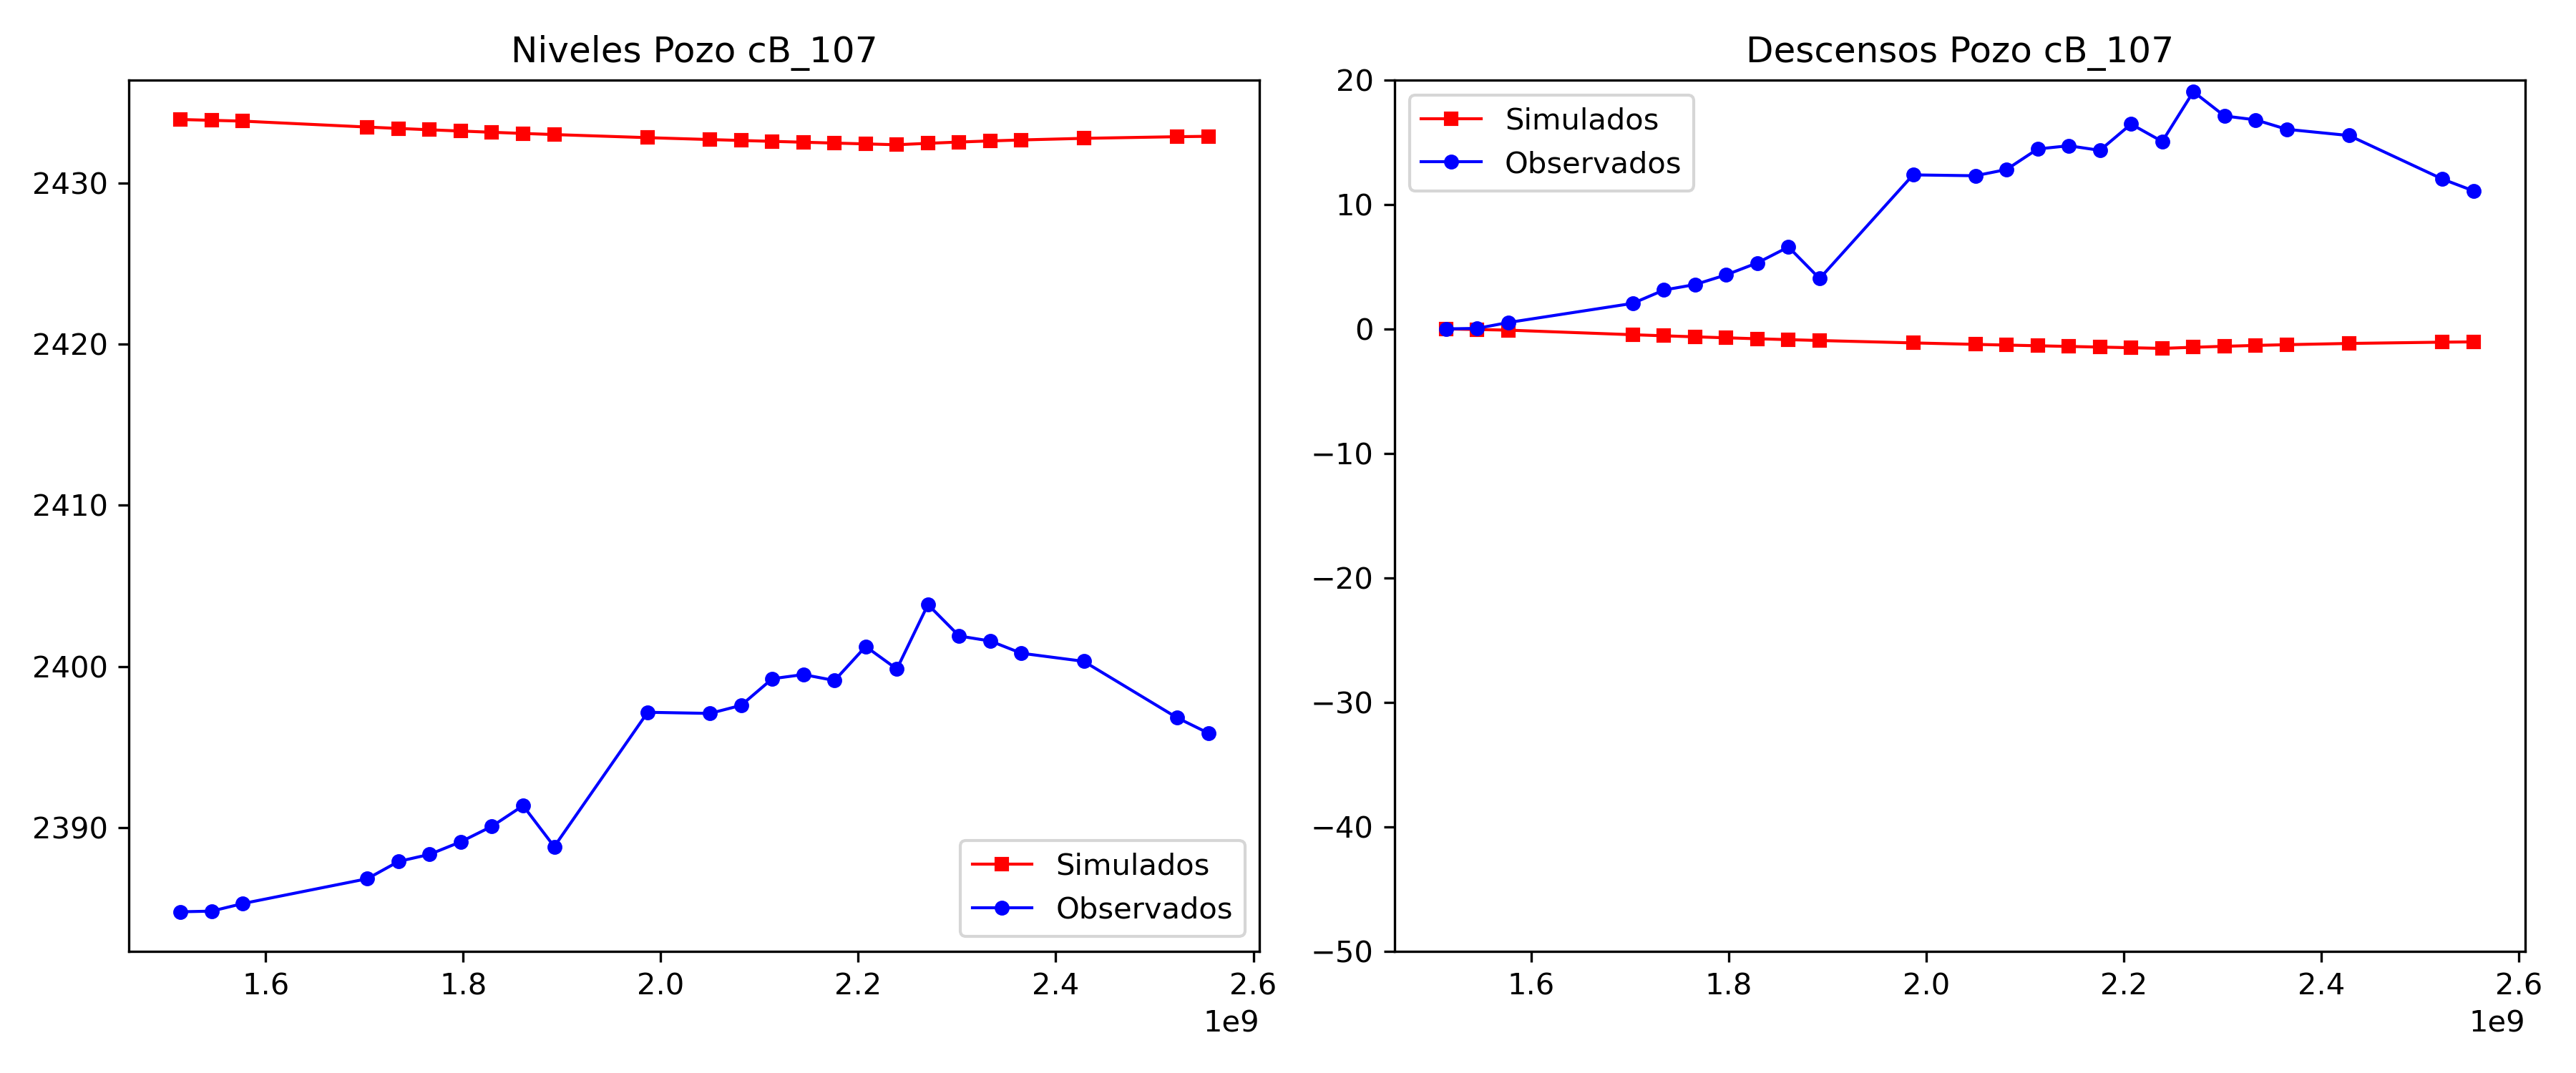 Niveles Pozo cB_107
2430
2420
2410
2400
2390
Simulados
Observados
1.6 1.8 2.0 2.2 2.4 2.6
1e9
Descensos Pozo cB_107
Simulados
Observados
20
10
0
−10
−20
−30
−40
−50
1.6 1.8 2.0 2.2 2.4 2.6
1e9